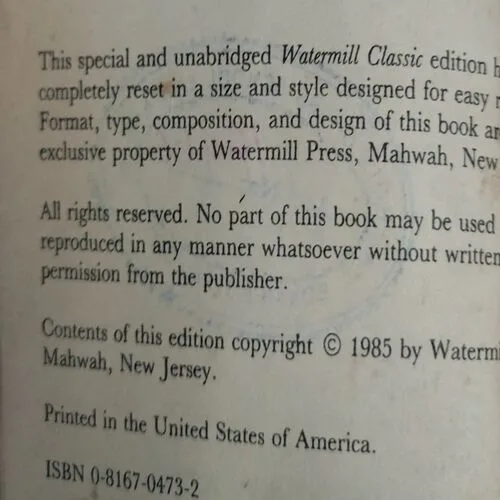 This special and unabridged Watermill Classic edition h
completely reset in a size and style designed for easy r
Format, type, composition, and design of this book ar
exclusive property of Watermill Press, Mahwah, New
All rights reserved. No part of this book may be used
reproduced in any manner whatsoever without written
permission from the publisher.
Contents of this edition copyright © 1985 by Watermi
Mahwah, New Jersey.
Printed in the United States of America.
ISBN 0-8167-0473-2